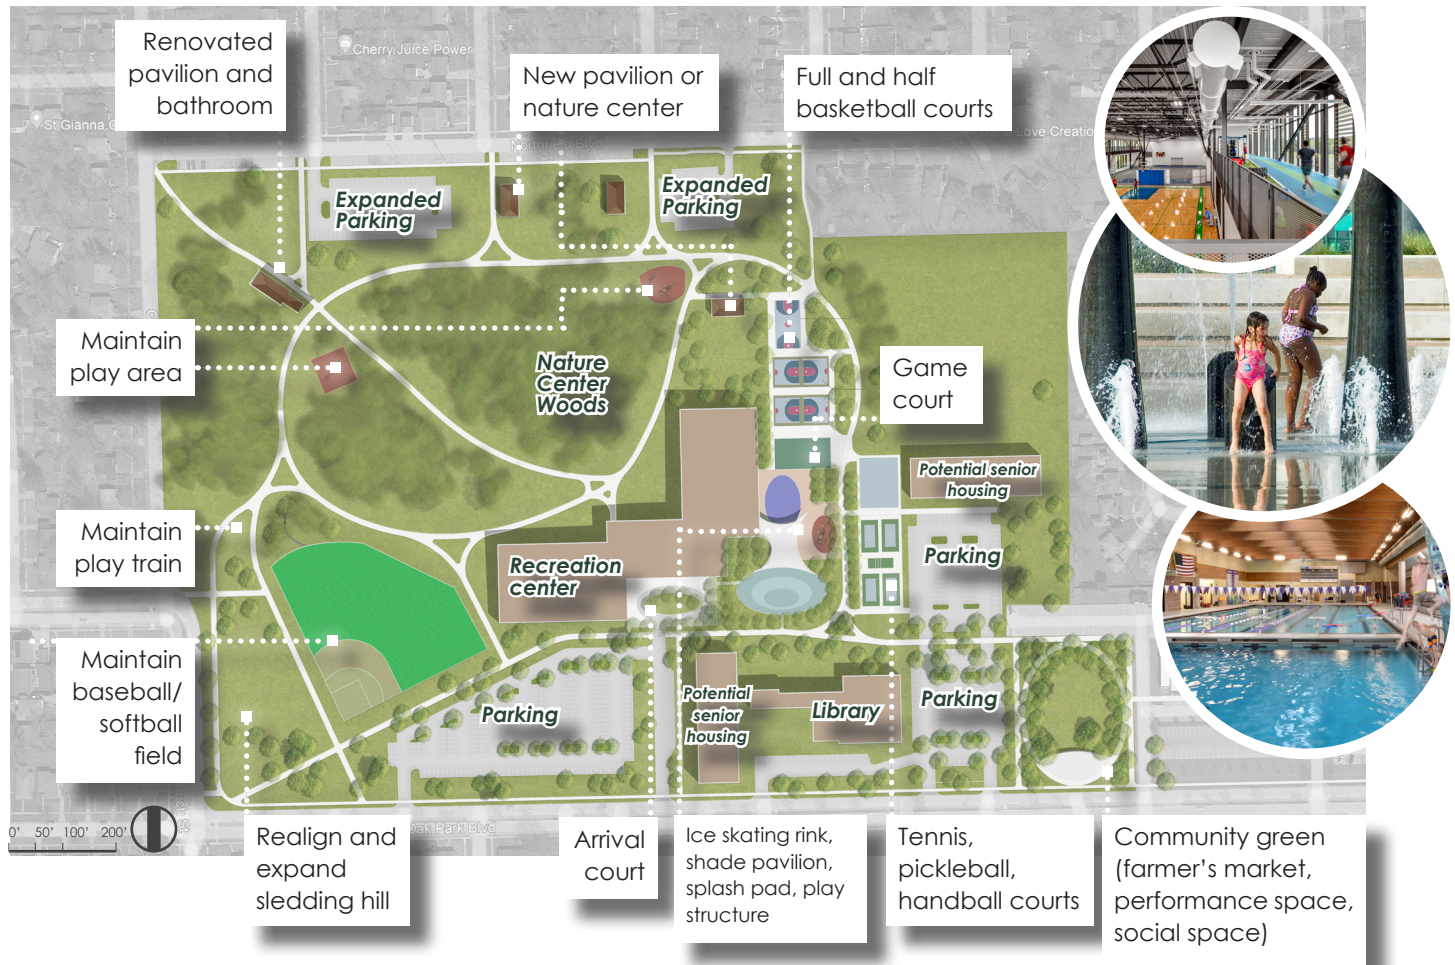 Renovated
pavilion and
bathroom
Cherry Juice Power
New pavilion or
nature center
Full and half
basketball courts
St Gianna
Love Creatio
Northfield Blvd
Expanded
Parking
Expanded
Parking
Maintain
play area
Nature
Center
Woods
Game
court
Potential senior
housing
Maintain
play train
Recreation
center
Parking
Maintain
baseball/
softball
field
Parking
Potential
senior
housing
Library
Parking
0' 50' 100' 200'
Oak Park Blvd
Realign and
expand
sledding hill
Arrival
court
Ice skating rink,
shade pavilion,
splash pad, play
structure
Tennis,
pickleball,
handball courts
Community green
(farmer's market,
performance space,
social space)